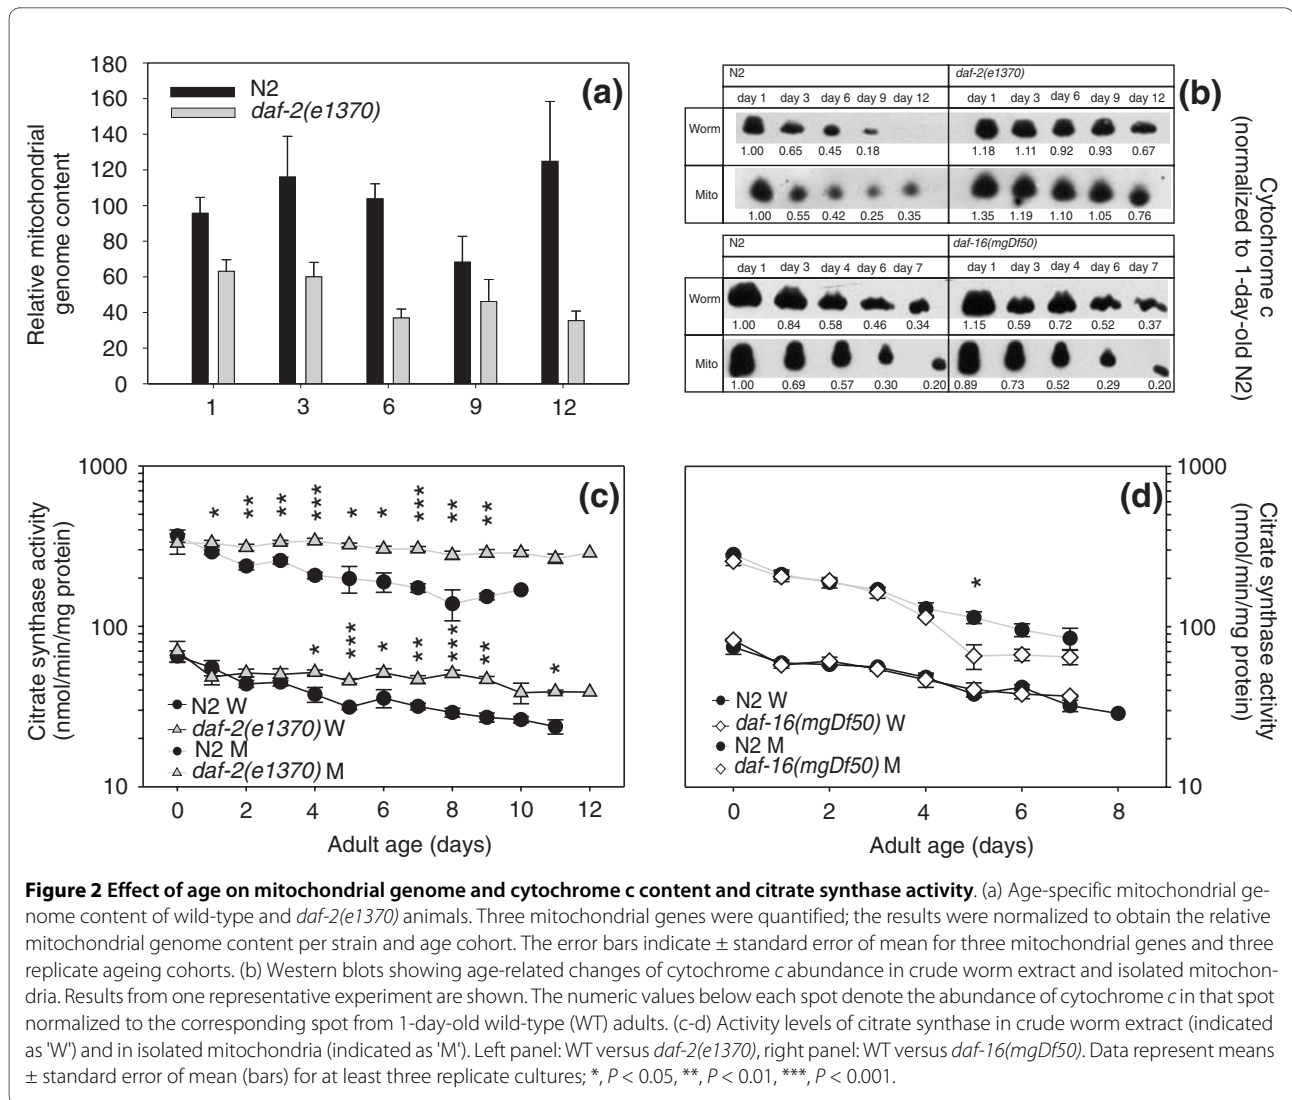 180
160
140
120
100
80
60
40
20
0
Relative mitochondrial
genome content
N2
daf-2(e1370)
(a)
1 3 6 9 12
N2 daf-2(e1370)
day 1 day 3 day 6 day 9 day 12 day 1 day 3 day 6 day 9 day 12
Worm
1.00 0.65 0.45 0.18 1.18 1.11 0.92 0.93 0.67
Mito
1.00 0.55 0.42 0.25 0.35 1.35 1.19 1.10 1.05 0.76
N2 daf-16(mgDf50)
day 1 day 3 day 4 day 6 day 7 day 1 day 3 day 4 day 6 day 7
Worm
1.00 0.84 0.58 0.46 0.34 1.15 0.59 0.72 0.52 0.37
Mito
1.00 0.69 0.57 0.30 0.20 0.89 0.73 0.52 0.29 0.20
(b)
Cytochrome c
(normalized to 1-day-old N2)
1000
100
10
Citrate synthase activity
(nmol/min/mg protein)
(c)
* ** ** *** * * *** ** **
* *** * ** *** ** *
N2 W
daf-2(e1370) W
N2 M
daf-2(e1370) M
0 2 4 6 8 10 12
Adult age (days)
(d)
*
N2 W
daf-16(mgDf50) W
N2 M
daf-16(mgDf50) M
0 2 4 6 8
Adult age (days)
1000
100
10
Citrate synthase activity
(nmol/min/mg protein)
Figure 2 Effect of age on mitochondrial genome and cytochrome c content and citrate synthase activity. (a) Age-specific mitochondrial ge-
nome content of wild-type and daf-2(e1370) animals. Three mitochondrial genes were quantified; the results were normalized to obtain the relative
mitochondrial genome content per strain and age cohort. The error bars indicate ± standard error of mean for three mitochondrial genes and three
replicate ageing cohorts. (b) Western blots showing age-related changes of cytochrome c abundance in crude worm extract and isolated mitochon-
dria. Results from one representative experiment are shown. The numeric values below each spot denote the abundance of cytochrome c in that spot
normalized to the corresponding spot from 1-day-old wild-type (WT) adults. (c-d) Activity levels of citrate synthase in crude worm extract (indicated
as 'W') and in isolated mitochondria (indicated as 'M'). Left panel: WT versus daf-2(e1370), right panel: WT versus daf-16(mgDf50). Data represent means
± standard error of mean (bars) for at least three replicate cultures; *, P < 0.05, **, P < 0.01, ***, P < 0.001.